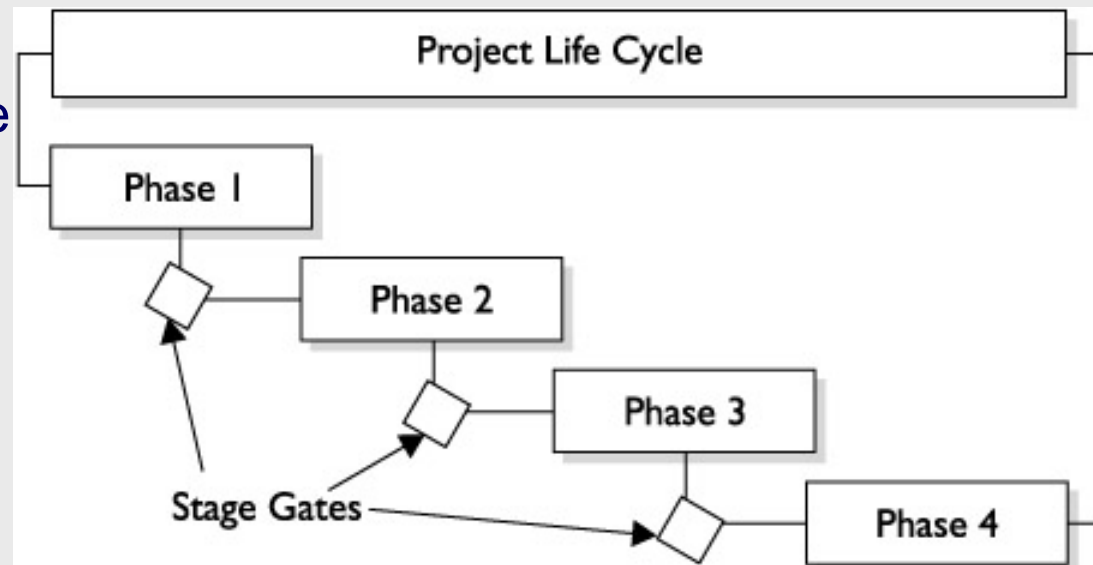 Project Life Cycle
e
Phase 1
Phase 2
Phase 3
Stage Gates
Phase 4